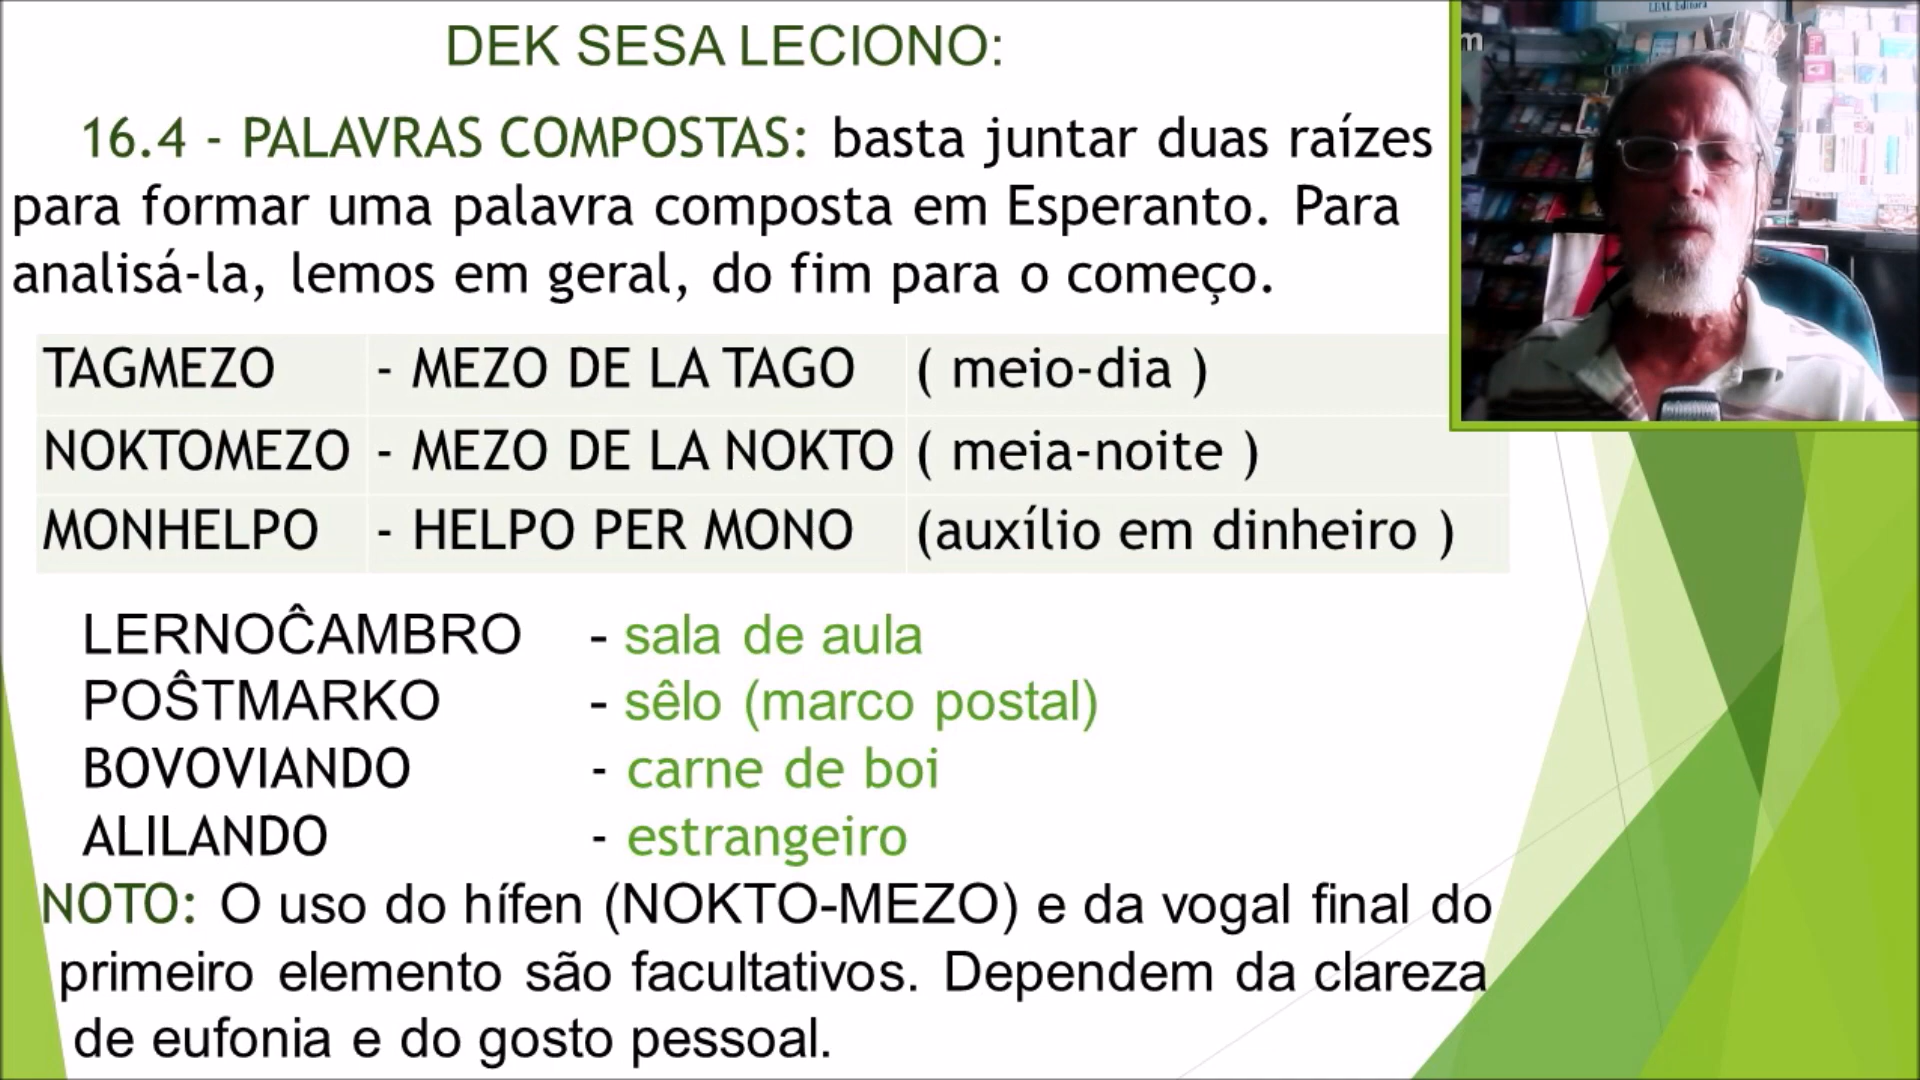 DEK SESA LECIONO:
16.4 - PALAVRAS COMPOSTAS: basta juntar duas raízes
para formar uma palavra composta em Esperanto. Para
analisá-la, lemos em geral, do fim para o começo.
TAGMEZO - MEZO DE LA TAGO ( meio-dia )
NOKTOMEZO - MEZO DE LA NOKTO ( meia-noite )
MONHELPO - HELPO PER MONO (auxílio em dinheiro )
LERNOĈAMBRO - sala de aula
POŜTMARKO - sêlo (marco postal)
BOVOVIANDO - carne de boi
ALILANDO - estrangeiro
NOTO: O uso do hífen (NOKTO-MEZO) e da vogal final do
primeiro elemento são facultativos. Dependem da clareza
de eufonia e do gosto pessoal.
LEAL Editora